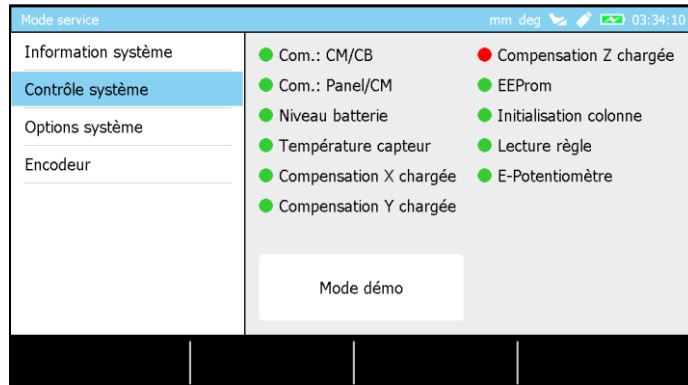 Mode service
mm deg 03:34:10
Information système
Contrôle système
Options système
Encodeur
Com.: CM/CB
Com.: Panel/CM
Niveau batterie
Température capteur
Compensation X chargée
Compensation Y chargée
Compensation Z chargée
EEProm
Initialisation colonne
Lecture règle
E-Potentiomètre
Mode démo